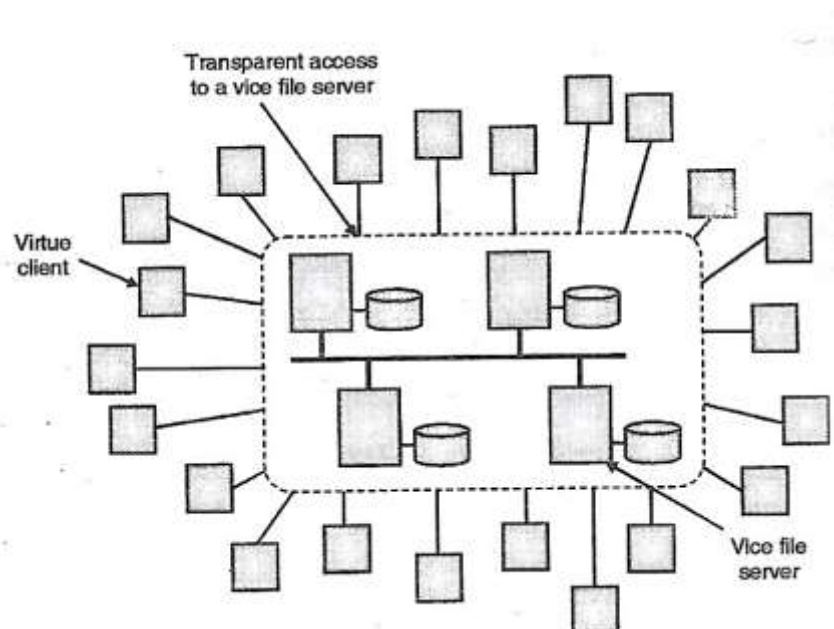 Transparent access
to a vice file server
Virtue
client
Vice file
server